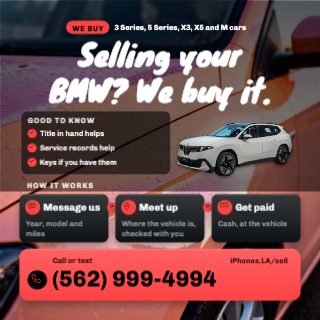 WE BUY 3 Series, 5 Series, X3, X5 and M cars
Selling your
BMW? We buy it.
GOOD TO KNOW
Title in hand helps
Service records help
Keys if you have them
HOW IT WORKS
Message us
Year, model and
miles
Meet up
Where the vehicle is,
checked with you
Get paid
Cash, at the vehicle
Call or text
iPhones.LA/sell
(562) 999-4994